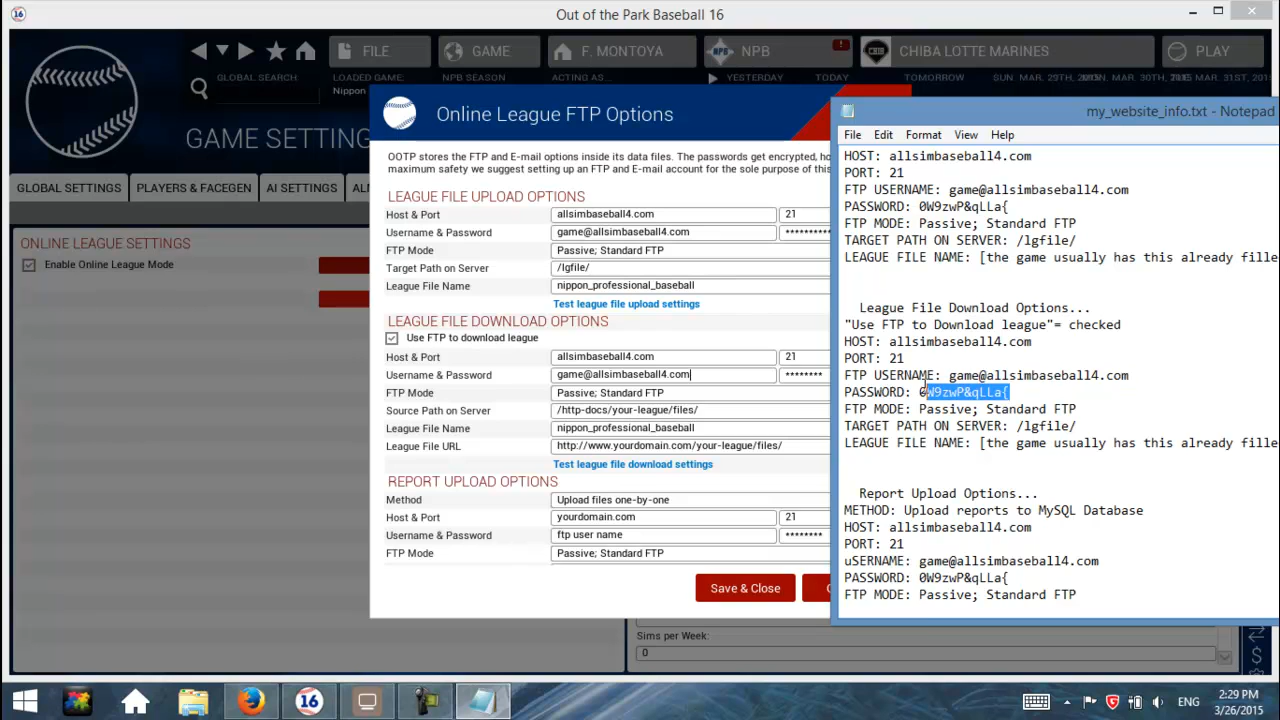 16
Out of the Park Baseball 16
FILE
GAME
F. MONTOYA
NPB
!
CHIBA LOTTE MARINES
PLAY
GLOBAL SEARCH:
LOADED GAME:
NPB SEASON
ACTING AS...
YESTERDAY
TODAY
TOMORROW
SUN. MAR. 29TH, 2015
MON. MAR. 30TH, 2015
MAR. 31ST, 2015
Nippon
GAME SETTIN
GLOBAL SETTINGS
PLAYERS & FACEGEN
AI SETTINGS
ONLINE LEAGUE SETTINGS
Enable Online League Mode
Online League FTP Options
OOTP stores the FTP and E-mail options inside its data files. The passwords get encrypted,
maximum safety we suggest setting up an FTP and E-mail account for the sole purpose of this
LEAGUE FILE UPLOAD OPTIONS
Host & Port allsimbaseball4.com 21
Username & Password game@allsimbaseball4.com *********
FTP Mode Passive; Standard FTP
Target Path on Server /lgfile/
League File Name nippon_professional_baseball
Test league file upload settings
LEAGUE FILE DOWNLOAD OPTIONS
Use FTP to download league
Host & Port allsimbaseball4.com 21
Username & Password game@allsimbaseball4.com ********
FTP Mode Passive; Standard FTP
Source Path on Server /http-docs/your-league/files/
League File Name nippon_professional_baseball
League File URL http://www.yourdomain.com/your-league/files/
Test league file download settings
REPORT UPLOAD OPTIONS
Method Upload files one-by-one
Host & Port yourdomain.com 21
Username & Password ftp user name ********
FTP Mode Passive; Standard FTP
Save & Close
Sims per Week:
0
my_website_info.txt - Notepad
File Edit Format View Help
HOST: allsimbaseball4.com
PORT: 21
FTP USERNAME: game@allsimbaseball4.com
PASSWORD: 0W9zwP&qLLa{
FTP MODE: Passive; Standard FTP
TARGET PATH ON SERVER: /lgfile/
LEAGUE FILE NAME: [the game usually has this already fille
League File Download Options...
"Use FTP to Download league"= checked
HOST: allsimbaseball4.com
PORT: 21
FTP USERNAME: game@allsimbaseball4.com
PASSWORD: 0W9zwP&qLLa{
FTP MODE: Passive; Standard FTP
TARGET PATH ON SERVER: /lgfile/
LEAGUE FILE NAME: [the game usually has this already fille
Report Upload Options...
METHOD: Upload reports to MySQL Database
HOST: allsimbaseball4.com
PORT: 21
uSERNAME: game@allsimbaseball4.com
PASSWORD: 0W9zwP&qLLa{
FTP MODE: Passive; Standard FTP
16
ENG
2:29 PM
3/26/2015